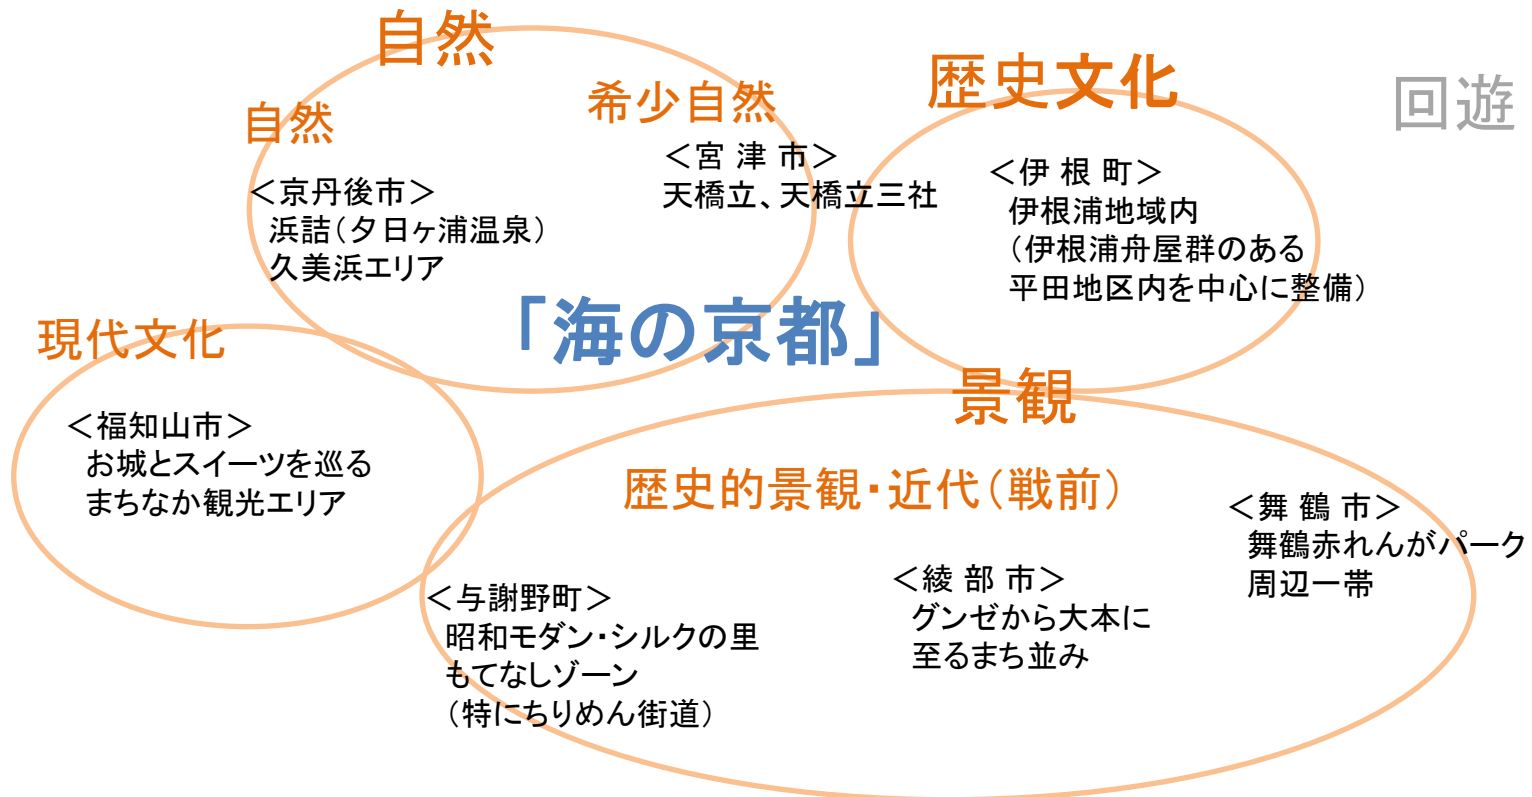 自然
自然
希少自然
歴史文化
回遊
＜宮 津 市＞
天橋立、天橋立三社
＜京丹後市＞
浜詰（夕日ヶ浦温泉）
久美浜エリア
＜伊 根 町＞
伊根浦地域内
（伊根浦舟屋群のある
平田地区内を中心に整備）
「海の京都」
現代文化
＜福知山市＞
お城とスイーツを巡る
まちなか観光エリア
景観
歴史的景観・近代（戦前）
＜与謝野町＞
昭和モダン・シルクの里
もてなしゾーン
（特にちりめん街道）
＜綾 部 市＞
グンゼから大本に
至るまち並み
＜舞 鶴 市＞
舞鶴赤れんがパーク
周辺一帯